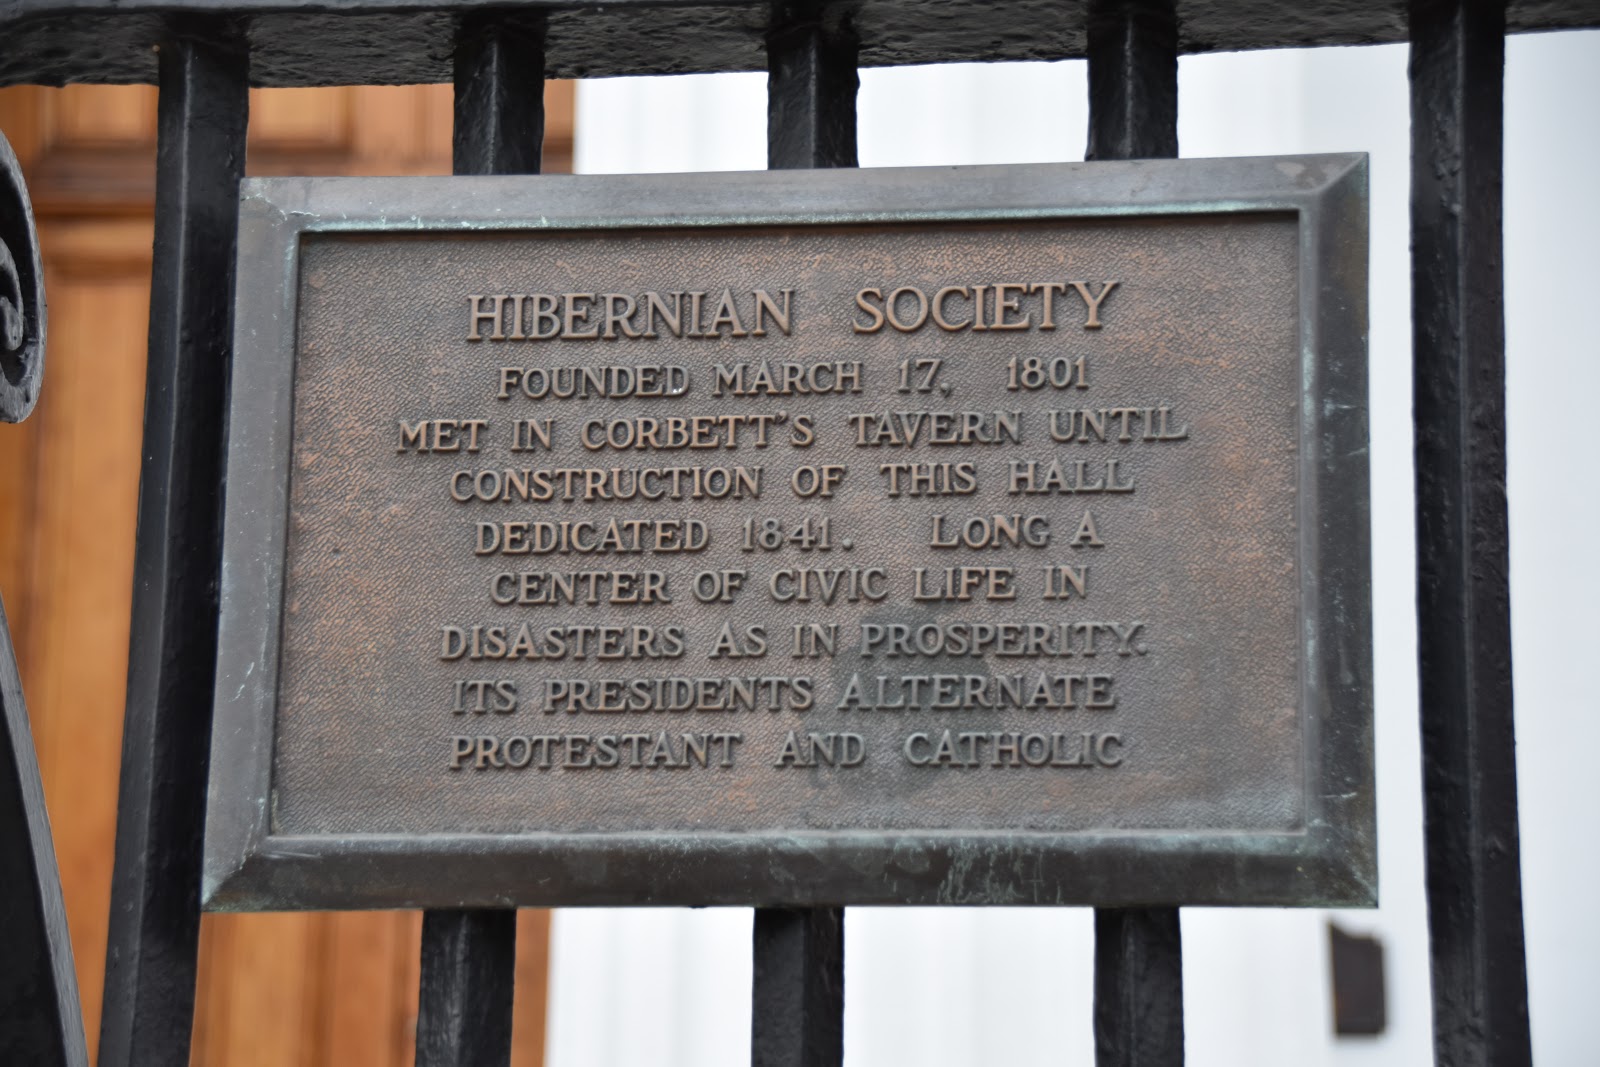 HIBERNIAN SOCIETY
FOUNDED MARCH 17, 1801
MET IN CORBETT'S TAVERN UNTIL
CONSTRUCTION OF THIS HALL
DEDICATED 1841. LONG A
CENTER OF CIVIC LIFE IN
DISASTERS AS IN PROSPERITY.
ITS PRESIDENTS ALTERNATE
PROTESTANT AND CATHOLIC